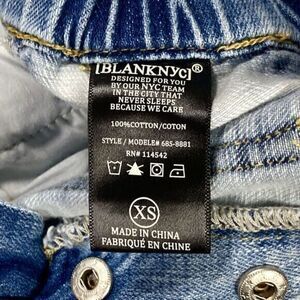 [BLANKNYC]®
DESIGNED FOR YOU
BY OUR NYC TEAM
IN THE CITY THAT
NEVER SLEEPS
BECAUSE WE CARE
100%COTTON/COTON
STYLE / MODELE# 685-8881
RN# 114542
XS
MADE IN CHINA
FABRIQUÉ EN CHINE